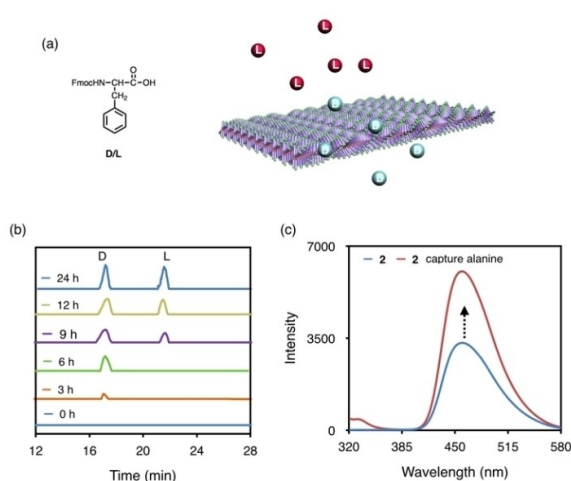 (a)
O
FmocHN–CH–C–OH
CH2
D/L
L
L
L
L
L
D
D
D
D
D
(b)
D L
24 h
12 h
9 h
6 h
3 h
0 h
12 16 20 24 28
Time (min)
(c)
7000
3500
0
Intensity
2 2 capture alanine
320 385 450 515 580
Wavelength (nm)